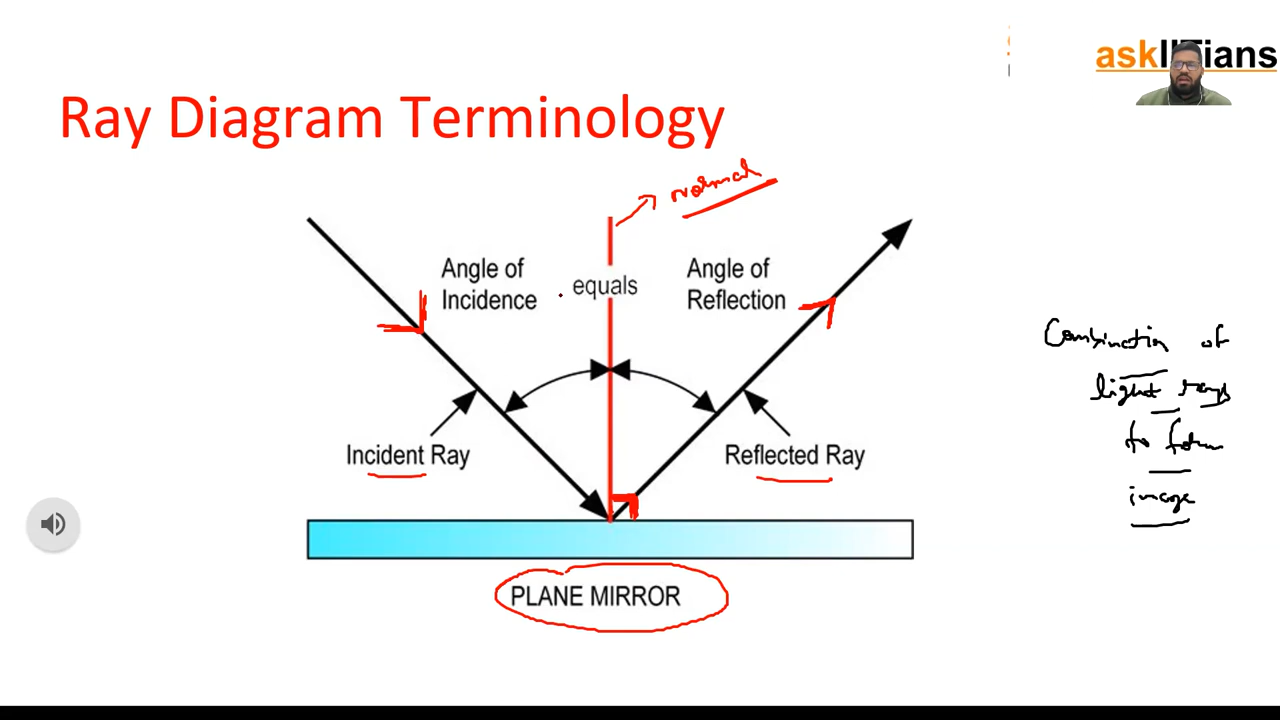 askIITians
Ray Diagram Terminology
normal
Angle of
Incidence
equals
Angle of
Reflection
Incident Ray
Reflected Ray
PLANE MIRROR
Combination of
light rays
to form
image